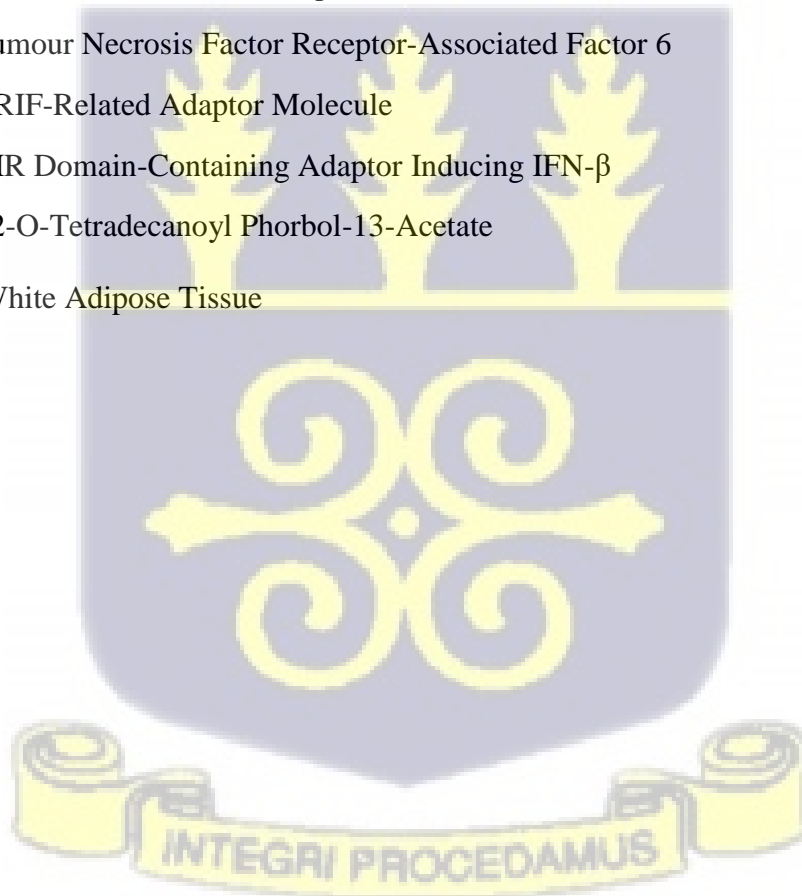 umour Necrosis Factor Receptor-Associated Factor 6
RIF-Related Adaptor Molecule
IR Domain-Containing Adaptor Inducing IFN-β
2-O-Tetradecanoyl Phorbol-13-Acetate
White Adipose Tissue
INTEGRI PROCEDAMUS